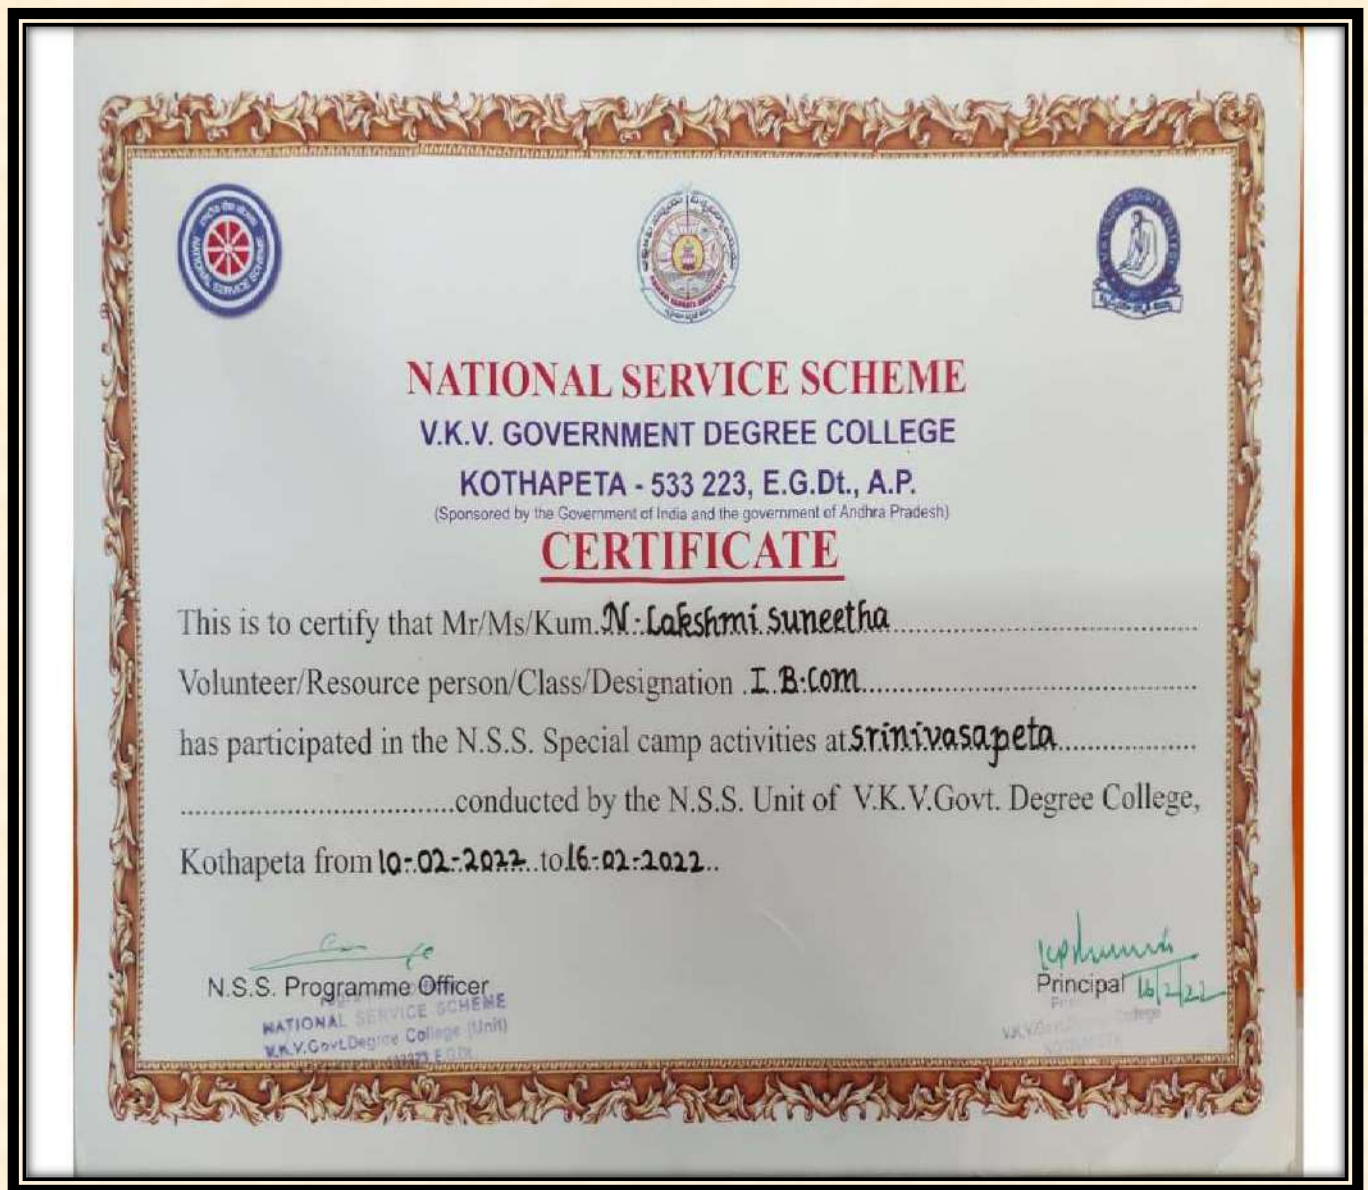 NATIONAL SERVICE SCHEME
NATIONAL SERVICE SCHEME
V.K.V. GOVERNMENT DEGREE COLLEGE
KOTHAPETA - 533 223, E.G.Dt., A.P.
(Sponsored by the Government of India and the government of Andhra Pradesh)
CERTIFICATE
This is to certify that Mr/Ms/Kum. N. Lakshmi Suneetha
Volunteer/Resource person/Class/Designation . I. B.Com
has participated in the N.S.S. Special camp activities at Srinivasapeta
conducted by the N.S.S. Unit of V.K.V.Govt. Degree College,
Kothapeta from 10-02-2022 to 16-02-2022
N.S.S. Programme Officer
NATIONAL SERVICE SCHEME
V.K.V.Govt.Degree College (Unit)
Principal 16/2/22